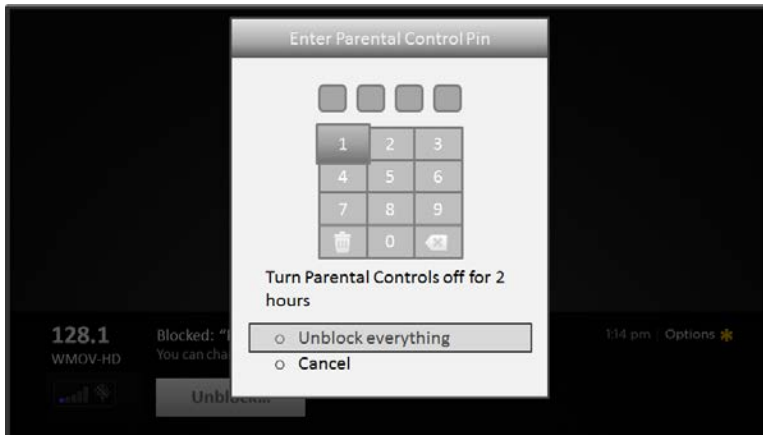 Enter Parental Control Pin
1 2 3
4 5 6
7 8 9
0
Turn Parental Controls off for 2
hours
Unblock everything
Cancel
128.1
WMOV-HD
Blocked:
You can
1:14 pm Options